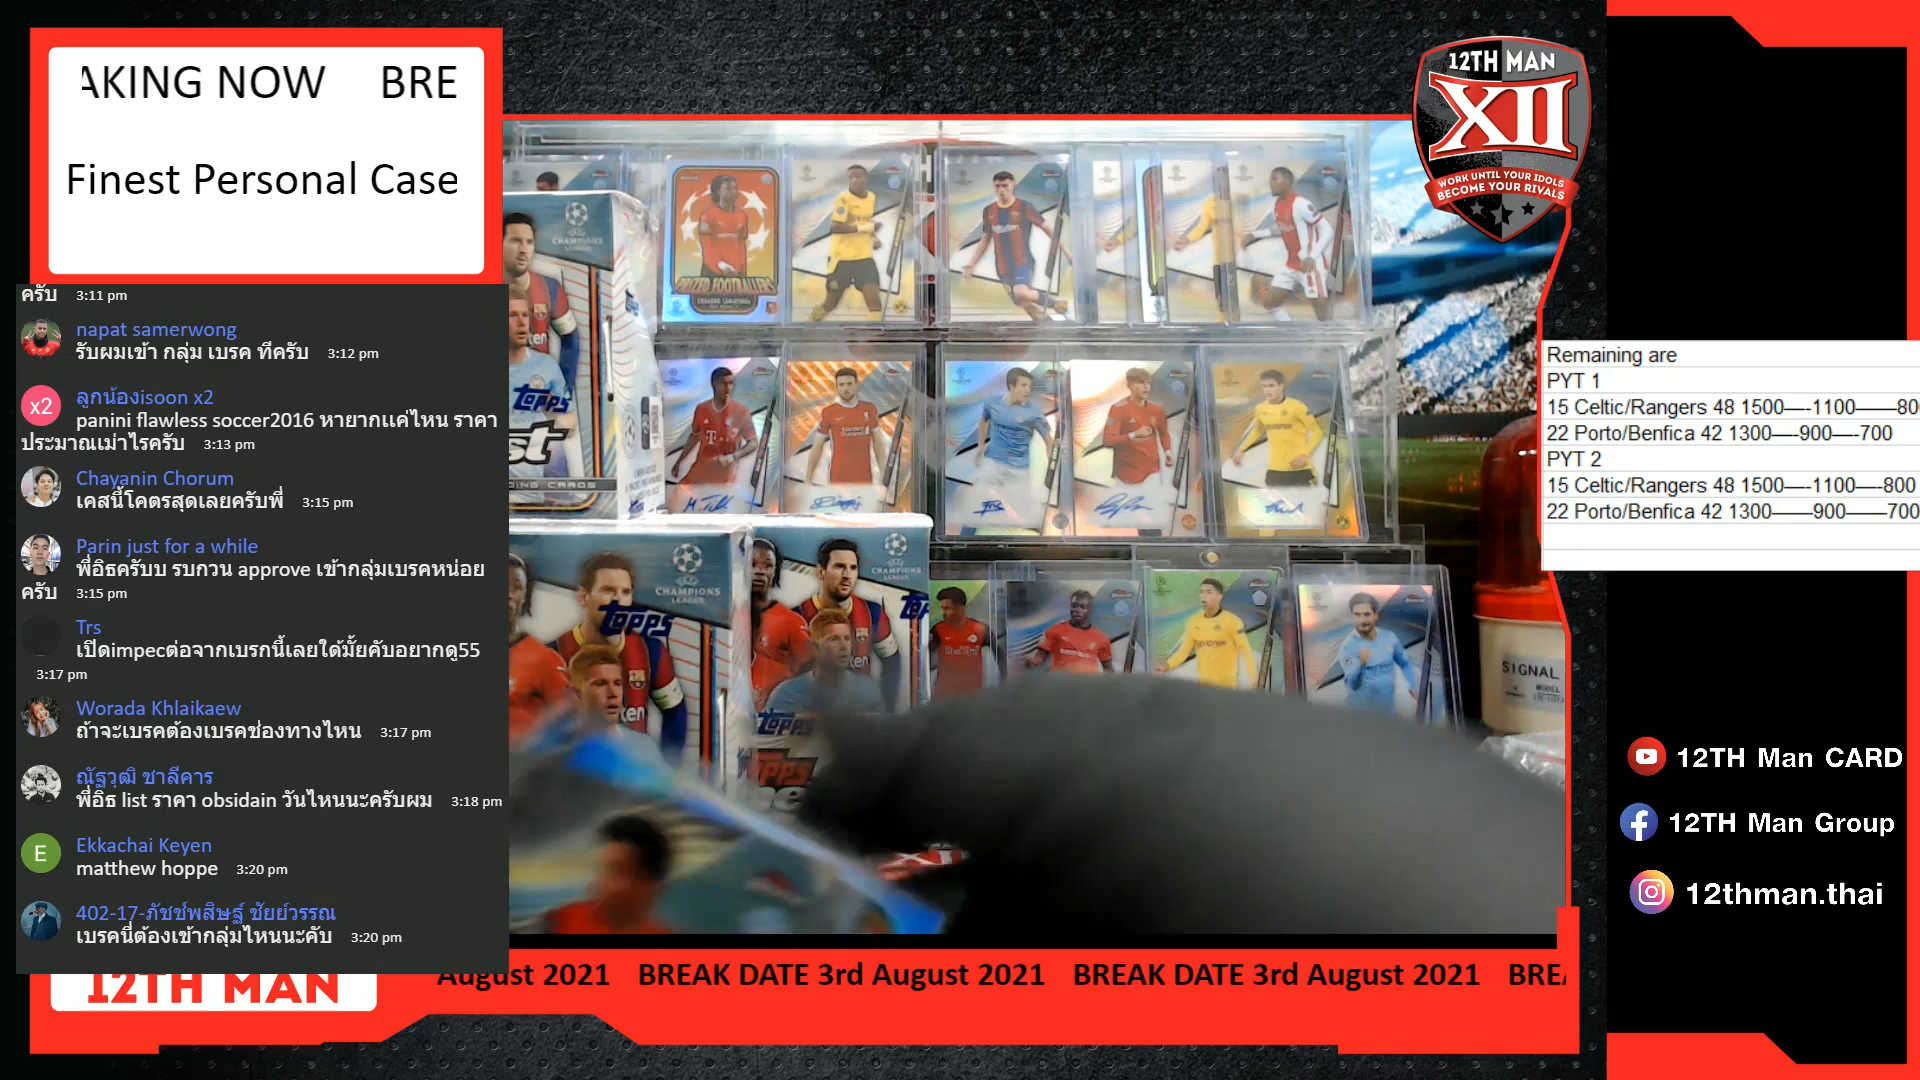 AKING NOW BRE
Finest Personal Case
ครับ 3:11 pm
napat samerwong
รับผมเข้า กลุ่ม เบรค ทีครับ 3:12 pm
x2
ลูกน้องisoon x2
panini flawless soccer2016 หายากแค่ไหน ราคา
ประมาณเม่าไรครับ 3:13 pm
Chayanin Chorum
เคสนี้โคตรสุดเลยครับพี่ 3:15 pm
Parin just for a while
พี่อิธครับบ รบกวน approve เข้ากลุ่มเบรคหน่อย
ครับ 3:15 pm
Trs
เปิดimpecต่อจากเบรกนี้เลยใด้มั้ยคับอยากดู55
3:17 pm
Worada Khlaikaew
ถ้าจะเบรคต้องเบรคช่องทางไหน 3:17 pm
ณัฐวุฒิ ชาลีคาร
พี่อิธ list ราคา obsidain วันไหนนะครับผม 3:18 pm
E
Ekkachai Keyen
matthew hoppe 3:20 pm
402-17-ภัชช์พสิษฐ์ ชัยย์วรรณ
เบรคนี่ต้องเข้ากลุ่มไหนนะคับ 3:20 pm
12TH MAN
August 2021 BREAK DATE 3rd August 2021 BREAK DATE 3rd August 2021 BREA
12TH MAN
XII
WORK UNTIL YOUR IDOLS
BECOME YOUR RIVALS
CHAMPIONS
PRIZED FOOTBALLERS
TOPPS
st
CHAMPIONS
LEAGUE
TOPPS
CHAMPIONS
LEAGUE
TOPPS
SIGNAL
MODEL
Remaining are
PYT 1
15 Celtic/Rangers 48 1500—-1100——80
22 Porto/Benfica 42 1300—-900—-700
PYT 2
15 Celtic/Rangers 48 1500—-1100—-800
22 Porto/Benfica 42 1300——900——700
12TH Man CARD
12TH Man Group
12thman.thai